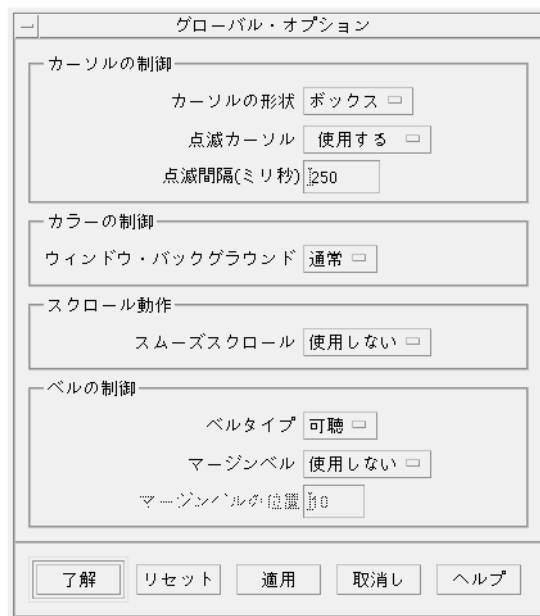 グローバル・オプション
カーソルの制御
カーソルの形状 ボックス
点滅カーソル 使用する
点滅間隔(ミリ秒) 250
カラーの制御
ウィンドウ・バックグラウンド 通常
スクロール動作
スムーズスクロール 使用しない
ベルの制御
ベルタイプ 可聴
マージンベル 使用しない
マージンベルの位置 10
了解 リセット 適用 取消し ヘルプ